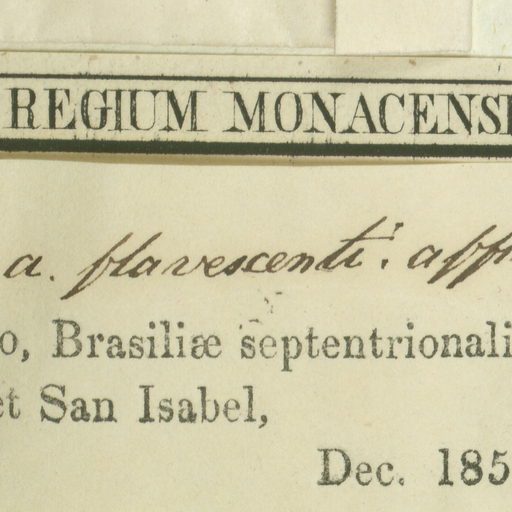 REGIUM MONACENS
a. flavescenti. aff
o, Brasiliæ septentrionali
et San Isabel,
Dec. 185